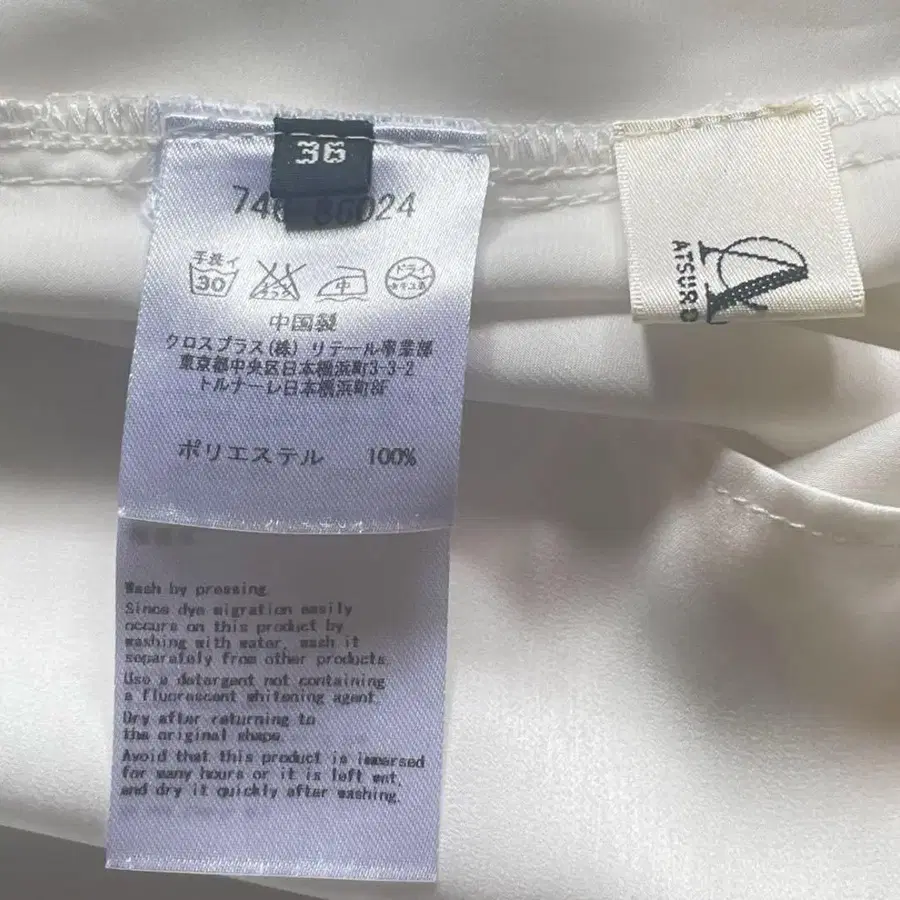 36
手洗イ
30
中
ドライ
中国製
クロスプラス(株) リテール事業部
東京都中央区日本橋浜町3-3-2
トルナーレ日本橋浜町8F
ポリエステル 100%
Wash by pressing.
Since dye migration easily
occurs on this product by
washing with water, wash it
separately from other products.
Use a detergent not containing
a fluorescent whitening agent.
Dry after returning to
the original shape.
Avoid that this product is immersed
for many hours or it is left wet,
and dry it quickly after washing.
ATSURO